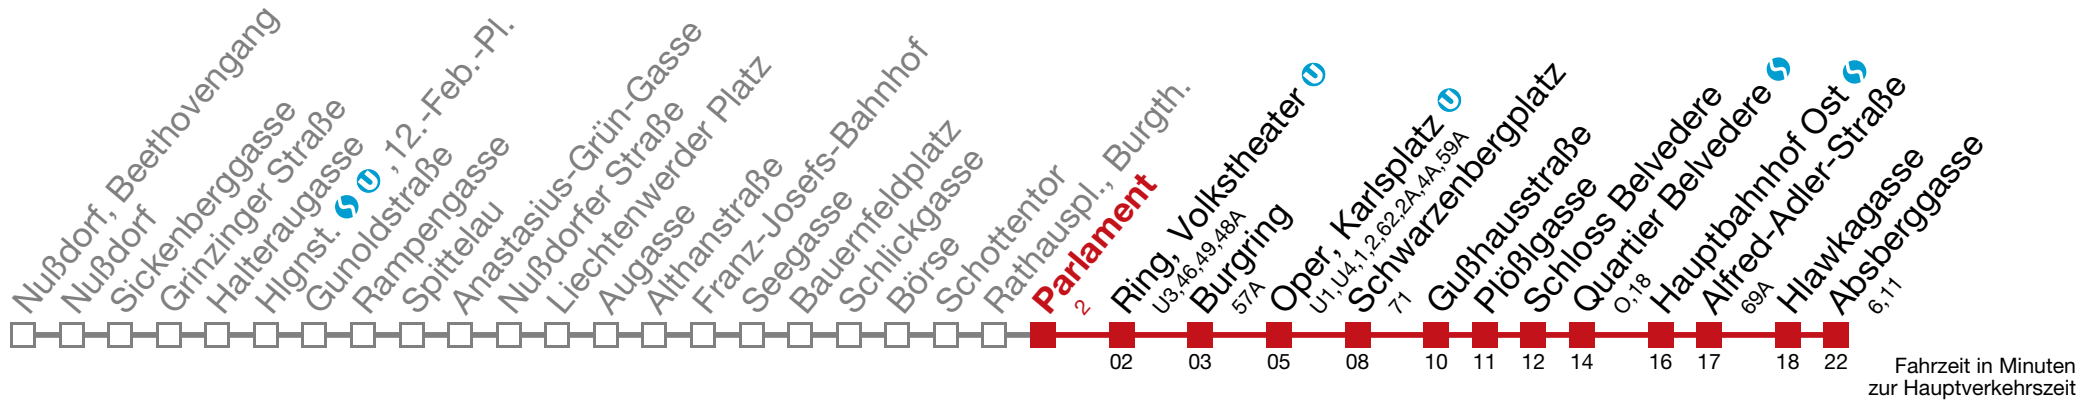 Nußdorf, Beethovengang
Nußdorf
Sickenberggasse
Grinzinger Straße
Halteraugasse
Hlgnst. S U , 12.-Feb.-Pl.
Gunoldstraße
Rampengasse
Spittelau
Anastasius-Grün-Gasse
Nußdorfer Straße
Liechtenwerder Platz
Augasse
Althanstraße
Franz-Josefs-Bahnhof
Seegasse
Bauernfeldplatz
Schlickgasse
Börse
Schottentor
Rathauspl., Burgth.
Parlament
2
Ring, Volkstheater U
U3,46,49,48A
Burgring
57A
Oper, Karlsplatz U
U1,U4,1,2,62,2A,4A,59A
Schwarzenbergplatz
71
Gußhausstraße
Plößlgasse
Schloss Belvedere
Quartier Belvedere S
O,18
Hauptbahnhof Ost S
Alfred-Adler-Straße
69A
Hlawkagasse
Absberggasse
6,11
02 03 05 08 10 11 12 14 16 17 18 22
Fahrzeit in Minuten
zur Hauptverkehrszeit